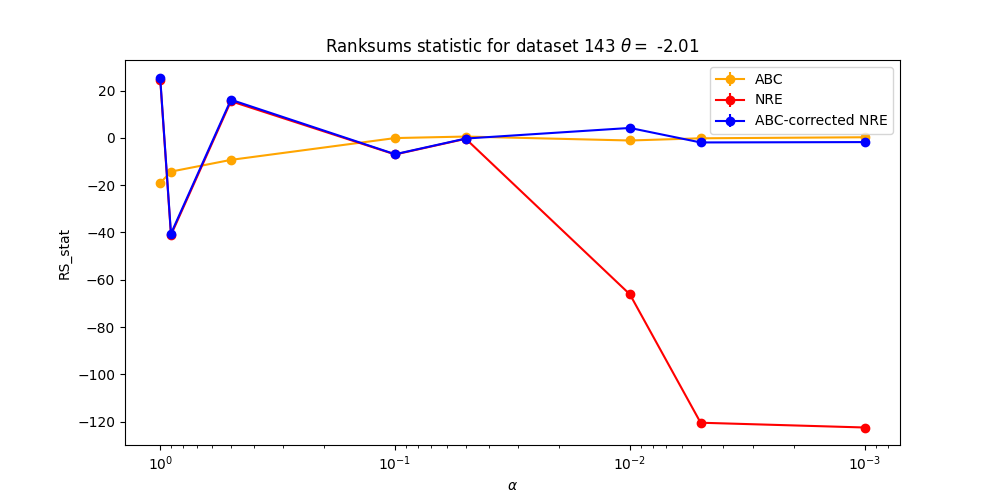 Ranksums statistic for dataset 143 θ = -2.01
ABC
NRE
ABC-corrected NRE
RS_stat
20
0
−20
−40
−60
−80
−100
−120
10⁰
10⁻¹
10⁻²
10⁻³
α